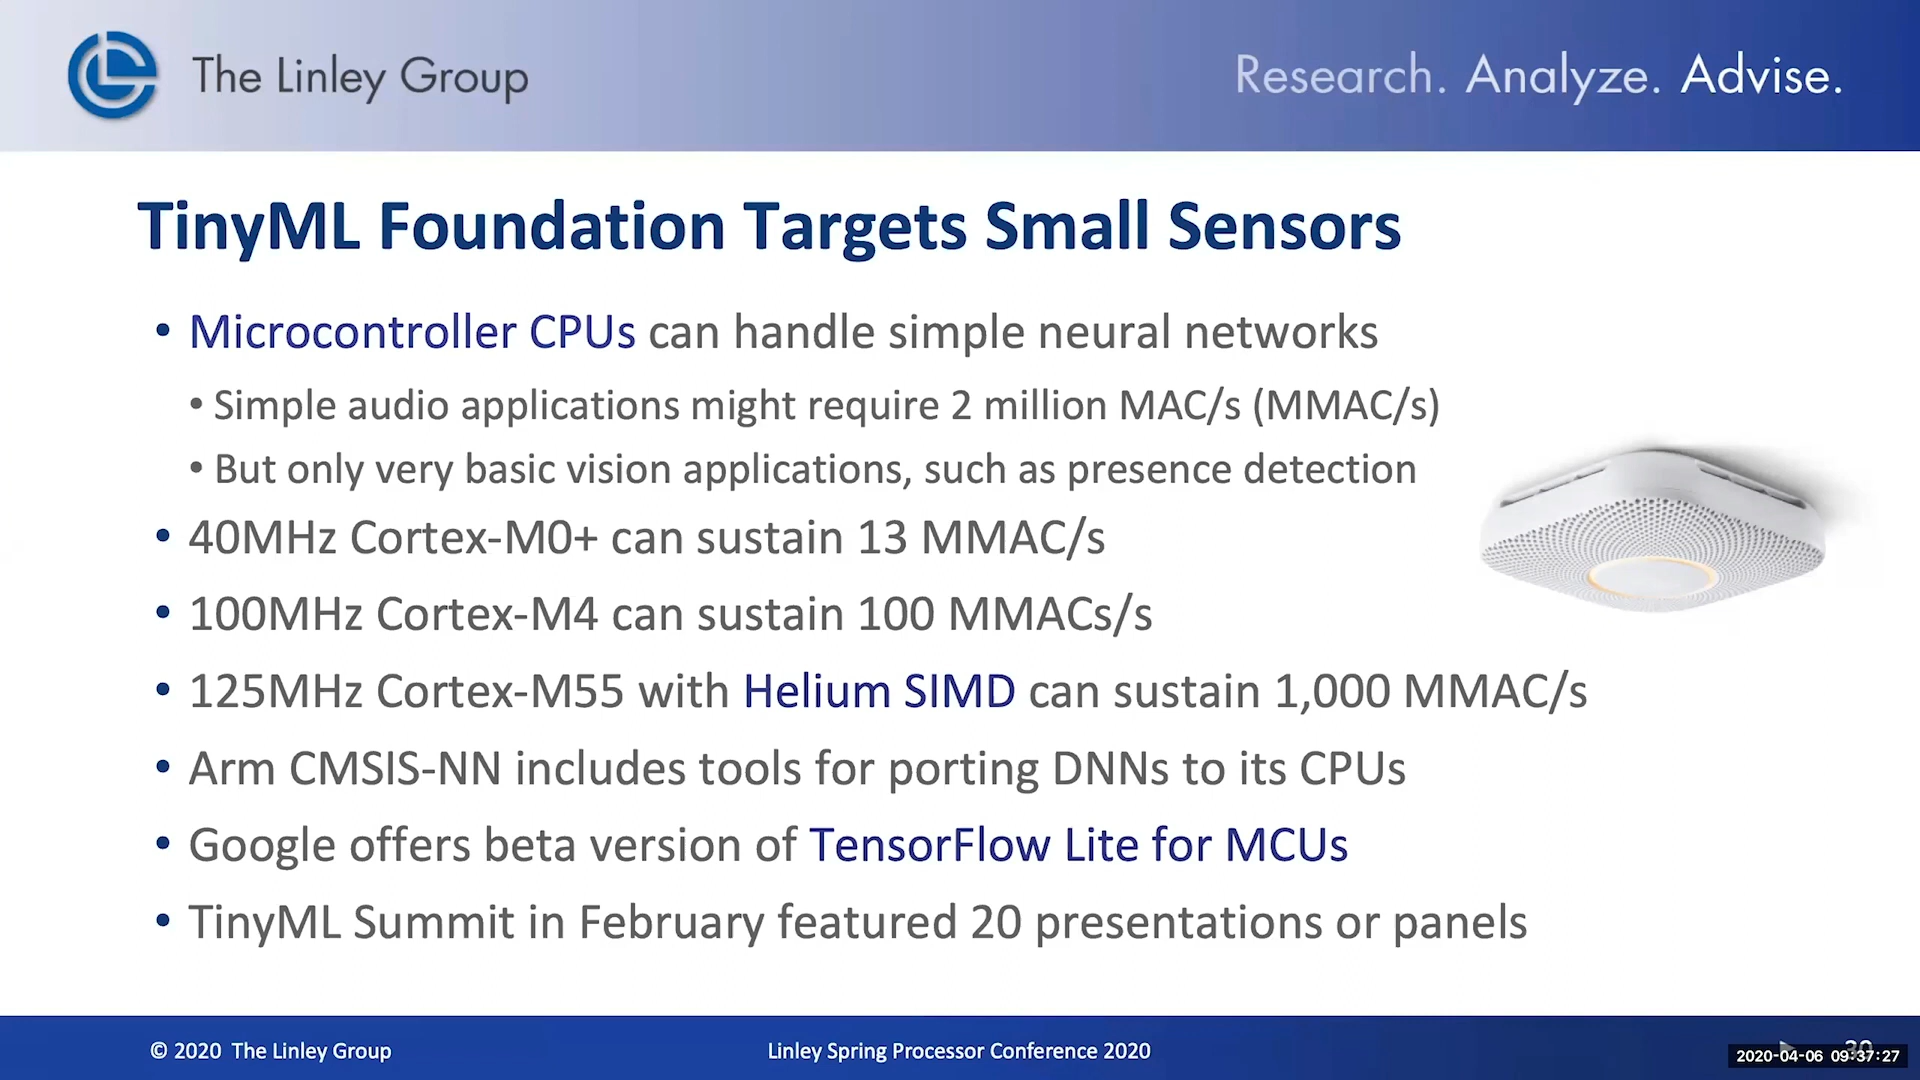 The Linley Group
Research. Analyze. Advise.
TinyML Foundation Targets Small Sensors
• Microcontroller CPUs can handle simple neural networks
• Simple audio applications might require 2 million MAC/s (MMAC/s)
• But only very basic vision applications, such as presence detection
• 40MHz Cortex-M0+ can sustain 13 MMAC/s
• 100MHz Cortex-M4 can sustain 100 MMACs/s
• 125MHz Cortex-M55 with Helium SIMD can sustain 1,000 MMAC/s
• Arm CMSIS-NN includes tools for porting DNNs to its CPUs
• Google offers beta version of TensorFlow Lite for MCUs
• TinyML Summit in February featured 20 presentations or panels
© 2020 The Linley Group
Linley Spring Processor Conference 2020
2020-04-06 09:37:27